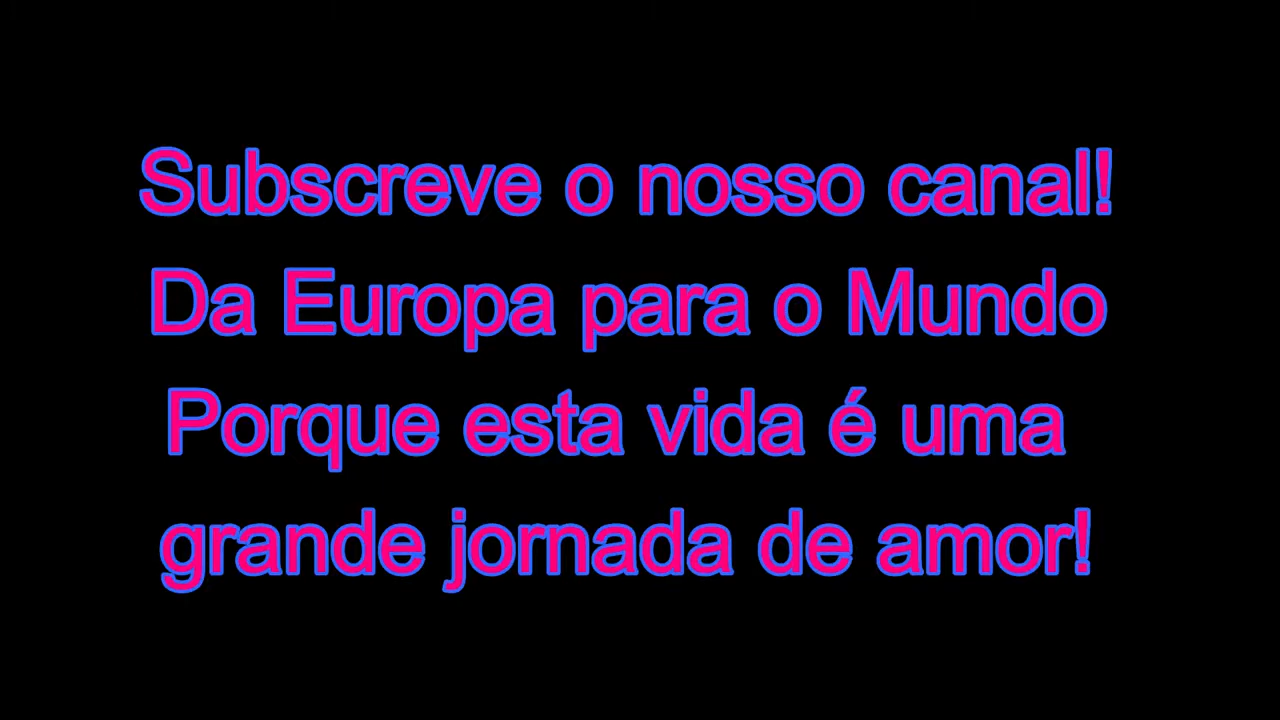 Subscreve o nosso canal!
Da Europa para o Mundo
Porque esta vida é uma
grande jornada de amor!